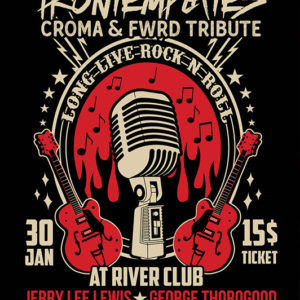 CROMA & FWRD TRIBUTE
LONG LIVE ROCK N ROLL
30
JAN
15$
TICKET
AT RIVER CLUB
JERRY LEE LEWIS ★ GEORGE THOROGOOD